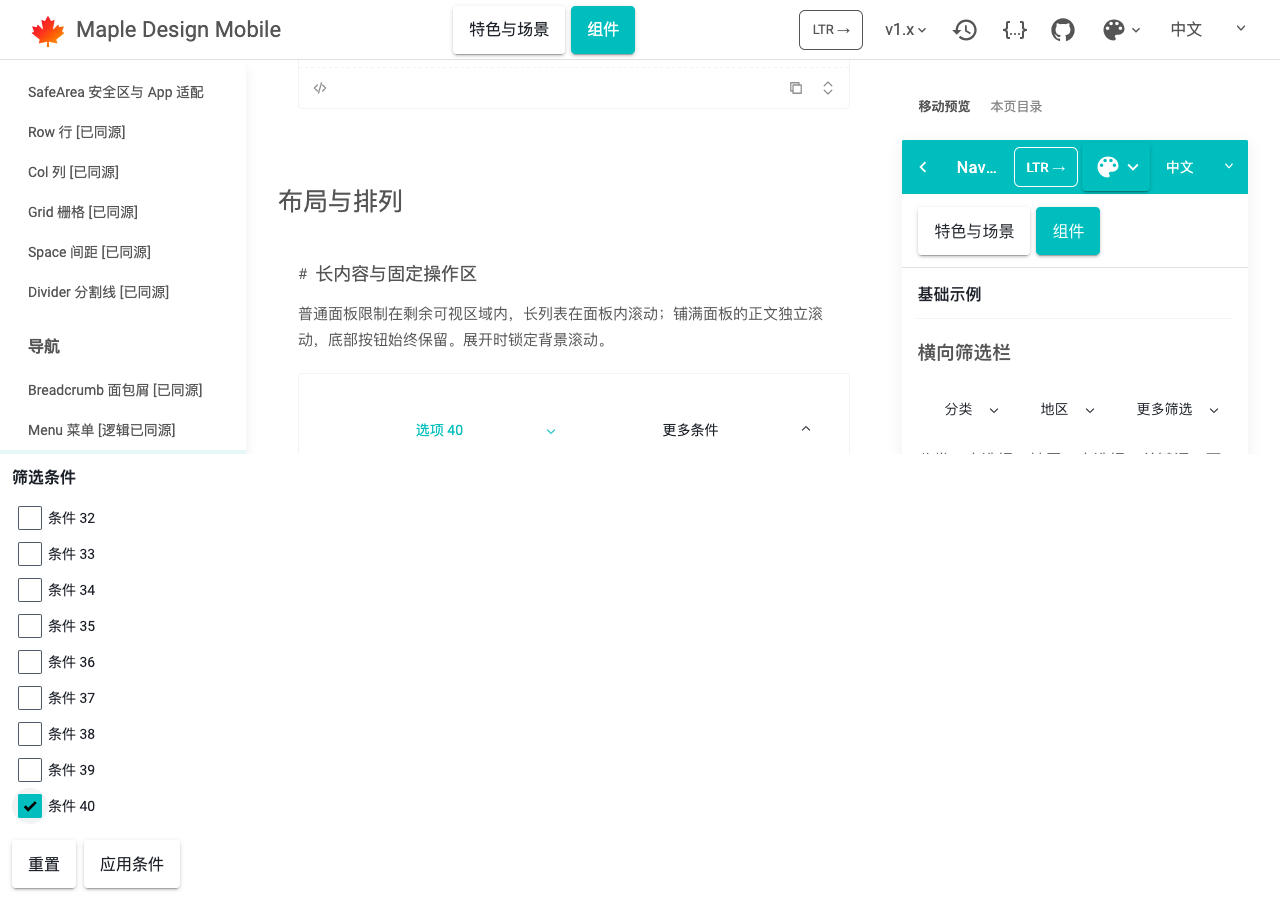 Maple Design Mobile
特色与场景
组件
LTR →
v1.x
{..}
中文
SafeArea 安全区与 App 适配
Row 行 [已同源]
Col 列 [已同源]
Grid 栅格 [已同源]
Space 间距 [已同源]
Divider 分割线 [已同源]
导航
Breadcrumb 面包屑 [已同源]
Menu 菜单 [逻辑已同源]
布局与排列
# 长内容与固定操作区
普通面板限制在剩余可视区域内，长列表在面板内滚动；铺满面板的正文独立滚
动，底部按钮始终保留。展开时锁定背景滚动。
选项 40
更多条件
移动预览
本页目录
Nav...
LTR →
中文
特色与场景
组件
基础示例
横向筛选栏
分类
地区
更多筛选
筛选条件
条件 32
条件 33
条件 34
条件 35
条件 36
条件 37
条件 38
条件 39
条件 40
重置
应用条件